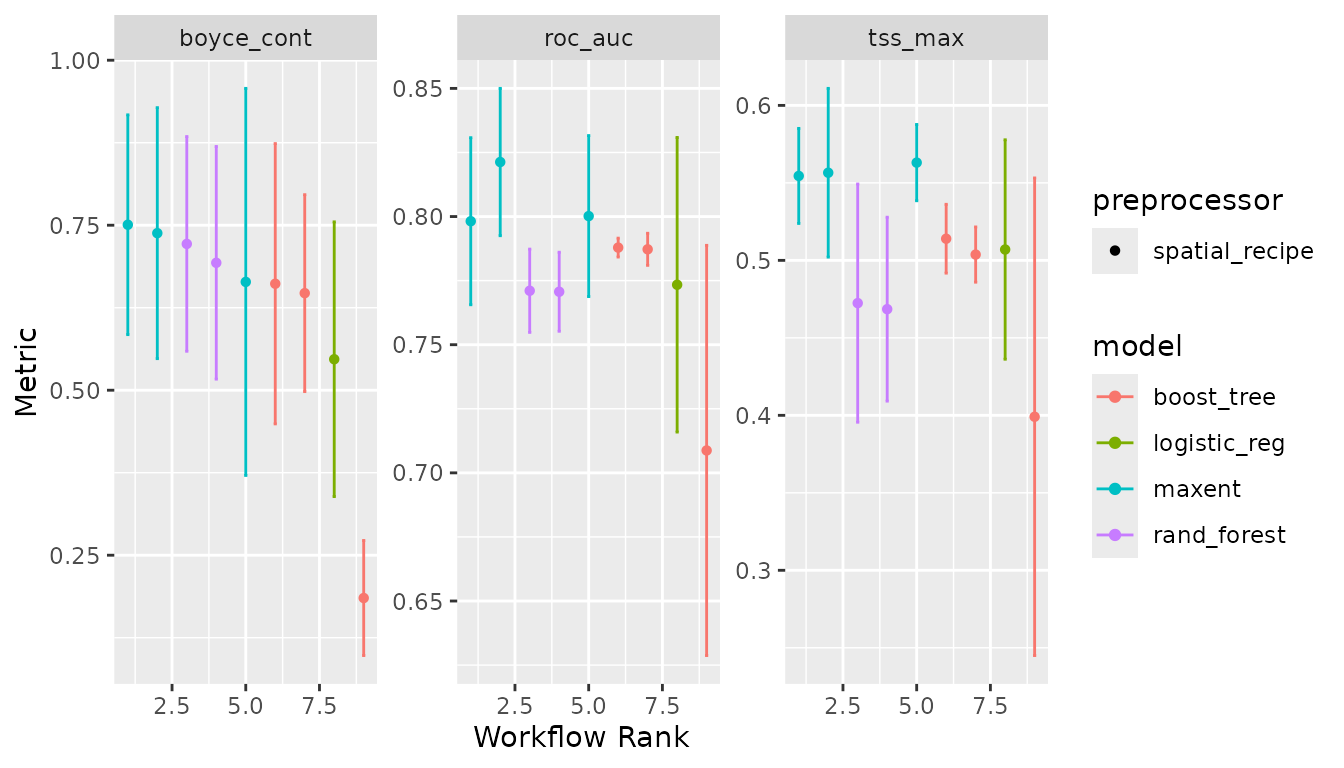 boyce_cont
roc_auc
tss_max
1.00
0.75
0.50
0.25
0.85
0.80
0.75
0.70
0.65
0.6
0.5
0.4
0.3
2.5 5.0 7.5
2.5 5.0 7.5
2.5 5.0 7.5
Metric
Workflow Rank
preprocessor
spatial_recipe
model
boost_tree
logistic_reg
maxent
rand_forest